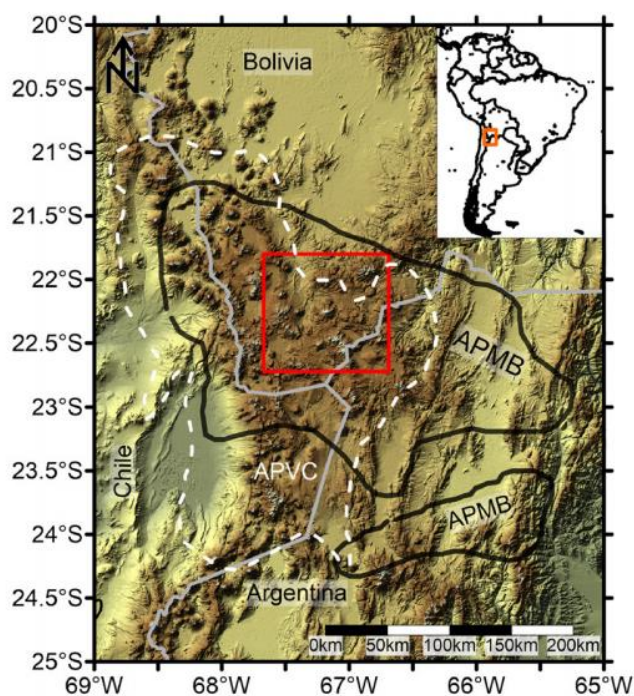 20°S
20.5°S
21°S
21.5°S
22°S
22.5°S
23°S
23.5°S
24°S
24.5°S
25°S
N
Bolivia
APMB
APVC
Chile
APMB
Argentina
0km 50km 100km 150km 200km
69°W 68°W 67°W 66°W 65°W